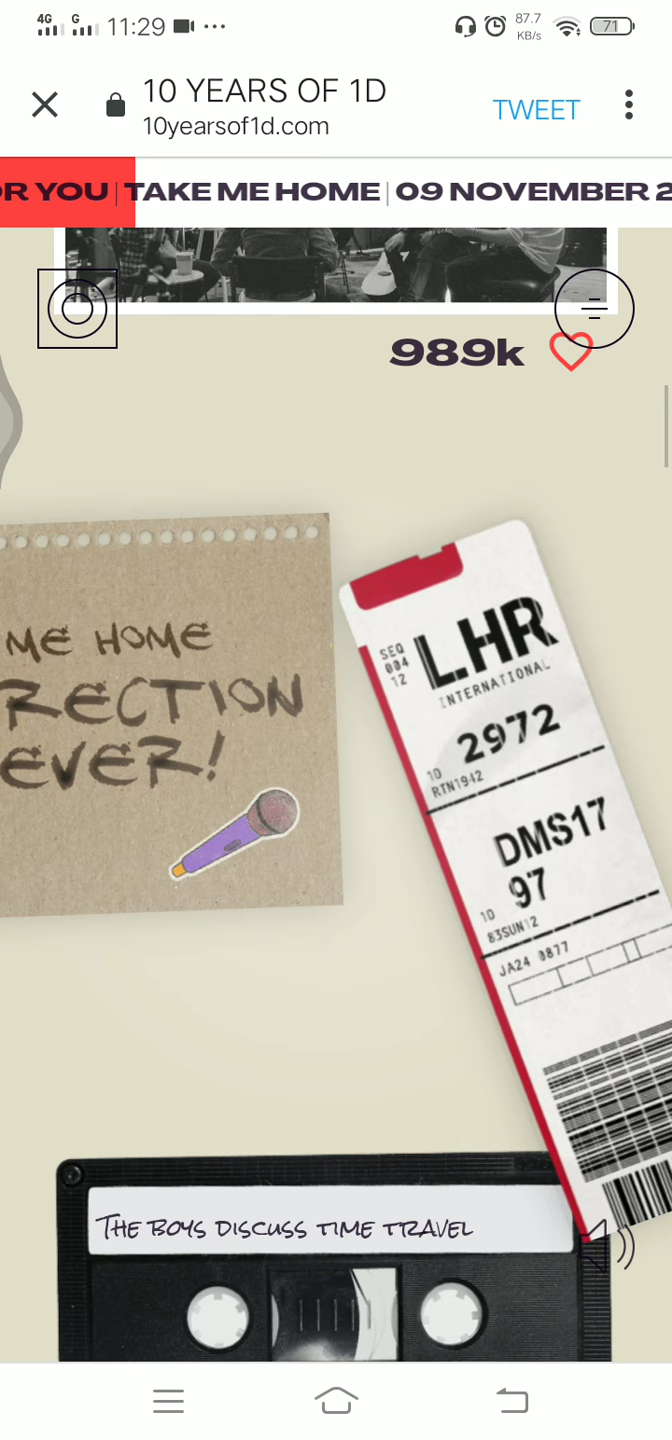 4G G 11:29 ... 87.7 KB/s 71
10 YEARS OF 1D
10yearsof1d.com
TWEET
OR YOU | TAKE ME HOME | 09 NOVEMBER 2
989k
ME HOME
RECTION
EVER!
SEQ
004
12
LHR
INTERNATIONAL
2972
10
RTN1942
DMS17
97
10
83SUN12
JA24 0877
THE BOYS DISCUSS TIME TRAVEL